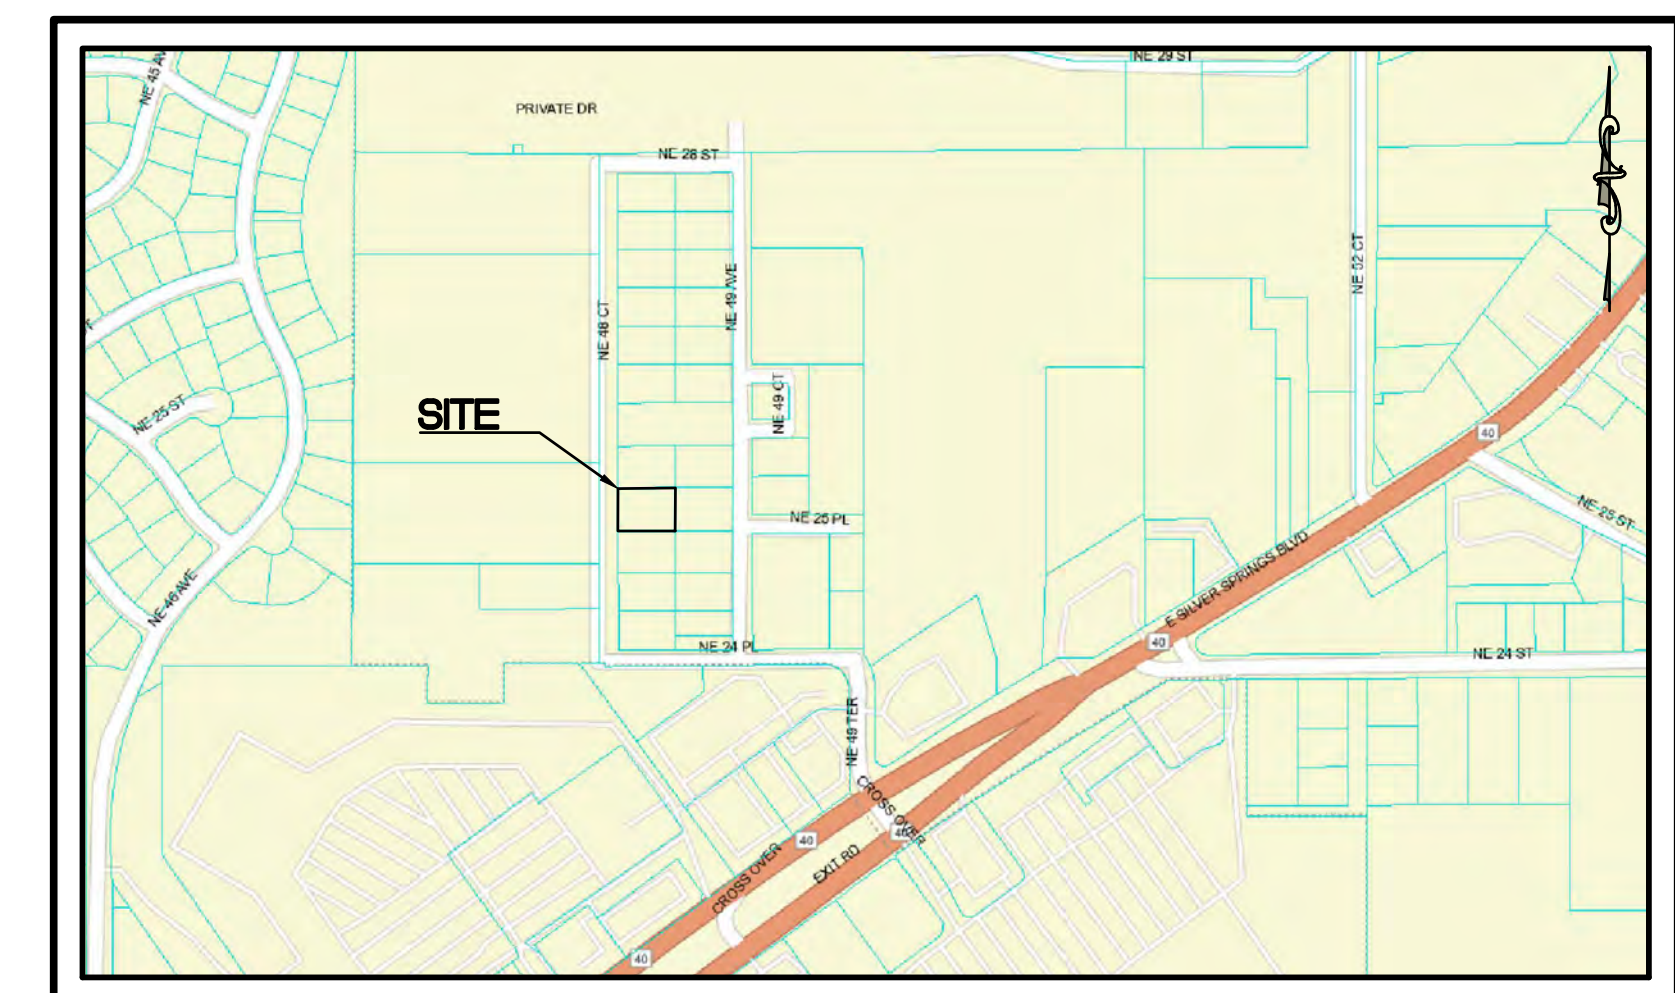 NE 29 ST
NE 45 AV
PRIVATE DR
NE 28 ST
NE 52 CT
NE 49 AVE
NE 48 CT
NE 49 CT
SITE
NE 25 ST
40
NE 25 PL
NE 25 ST
E SILVER SPRINGS BLVD
NE 46 AVE
40
NE 24 PL
NE 24 ST
NE 49 TER
CROSS OVER
40
40
EXIT RD
CROSS OVER
40